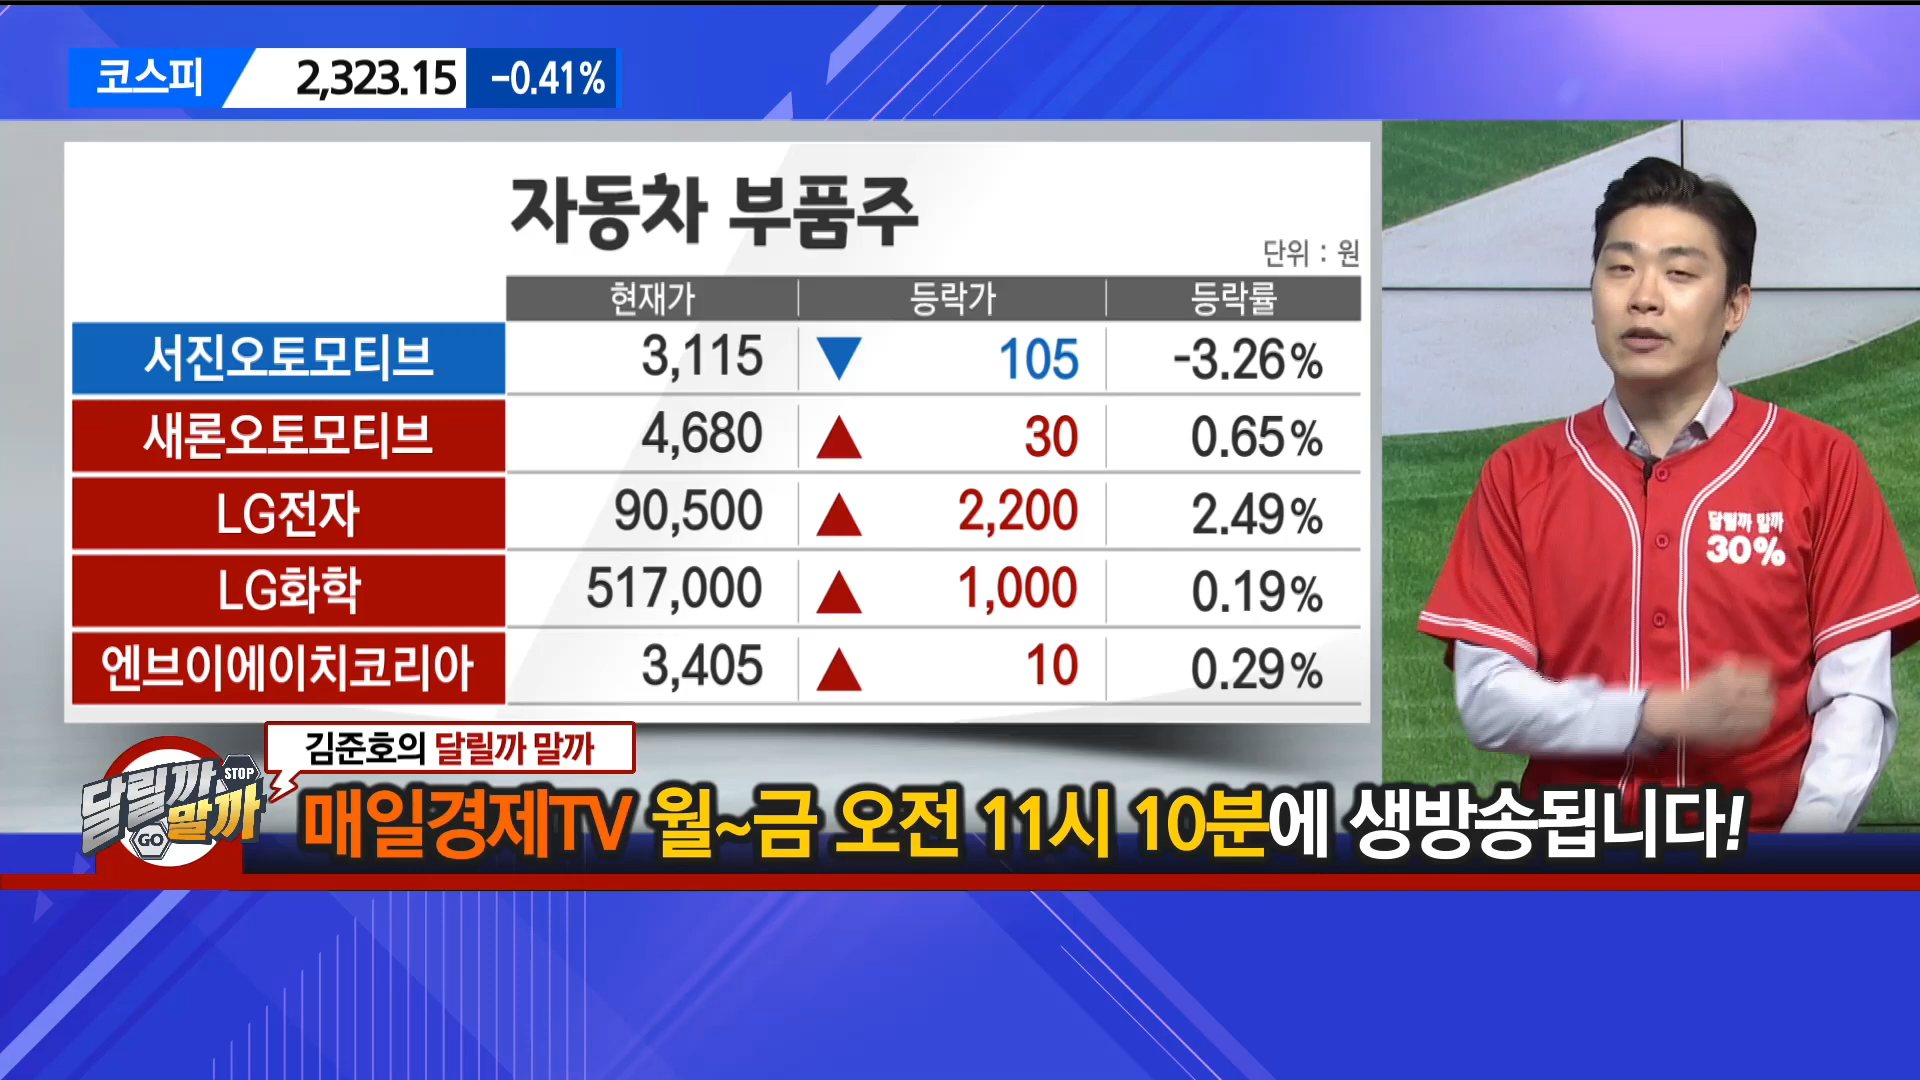 코스피 2,323.15 -0.41%
자동차 부품주
단위 : 원
현재가 등락가 등락률
서진오토모티브 3,115 ▼ 105 -3.26%
새론오토모티브 4,680 ▲ 30 0.65%
LG전자 90,500 ▲ 2,200 2.49%
LG화학 517,000 ▲ 1,000 0.19%
엔브이에이치코리아 3,405 ▲ 10 0.29%
달릴까 말까
30%
김준호의 달릴까 말까
달릴까 STOP
GO 말까
매일경제TV 월~금 오전 11시 10분에 생방송됩니다!